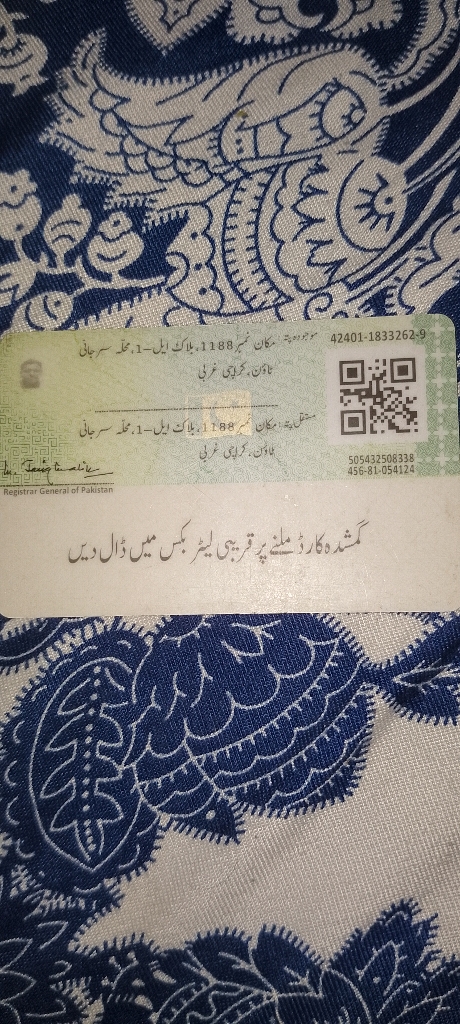 42401-1833262-9
موجودہ پتہ: مکان نمبر 1188، بلاک ایل-1، محلہ سرجانی
ٹاؤن، کراچی غربی
مستقل پتہ: مکان نمبر 1188، بلاک ایل-1، محلہ سرجانی
ٹاؤن، کراچی غربی
505432508338
456-81-054124
Registrar General of Pakistan
گمشدہ کارڈ ملنے پر قریبی لیٹر بکس میں ڈال دیں